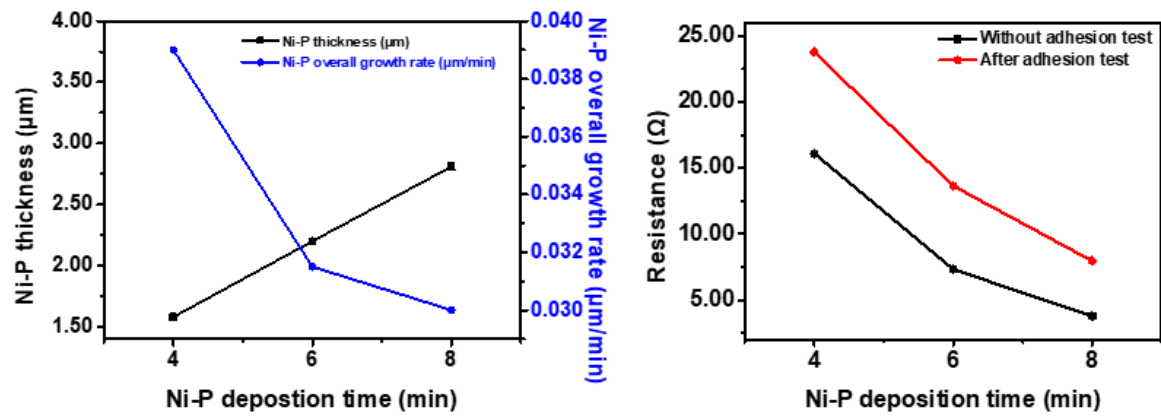 4.00
3.75
3.00
2.50
2.00
1.50
Ni-P thickness (µm)
Ni-P thickness (µm)
Ni-P overall growth rate (µm/min)
0.040
0.038
0.036
0.034
0.032
0.030
Ni-P overall growth rate (µm/min)
4
6
8
Ni-P depostion time (min)
25.00
20.00
15.00
10.00
5.00
Resistance (Ω)
Without adhesion test
After adhesion test
4
6
8
Ni-P deposition time (min)